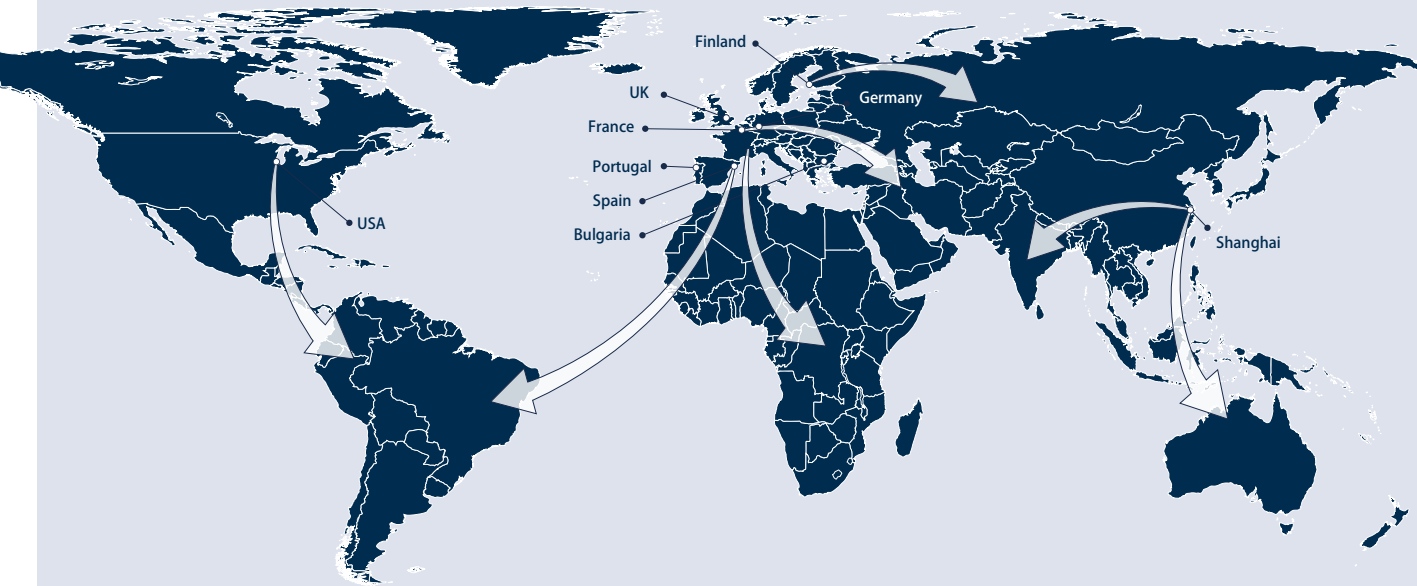 Finland
UK
Germany
France
Portugal
Spain
USA
Bulgaria
Shanghai